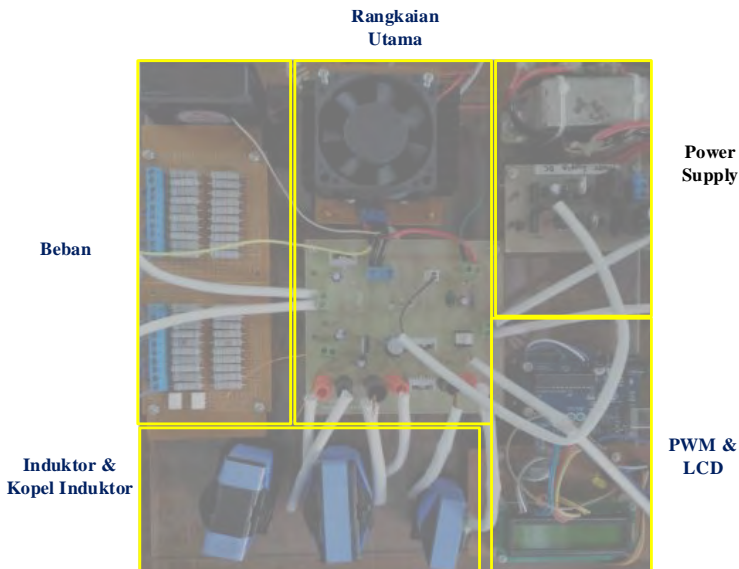 Rangkaian
Utama
Power
Supply
Beban
PWM &
LCD
Induktor &
Kopel Induktor